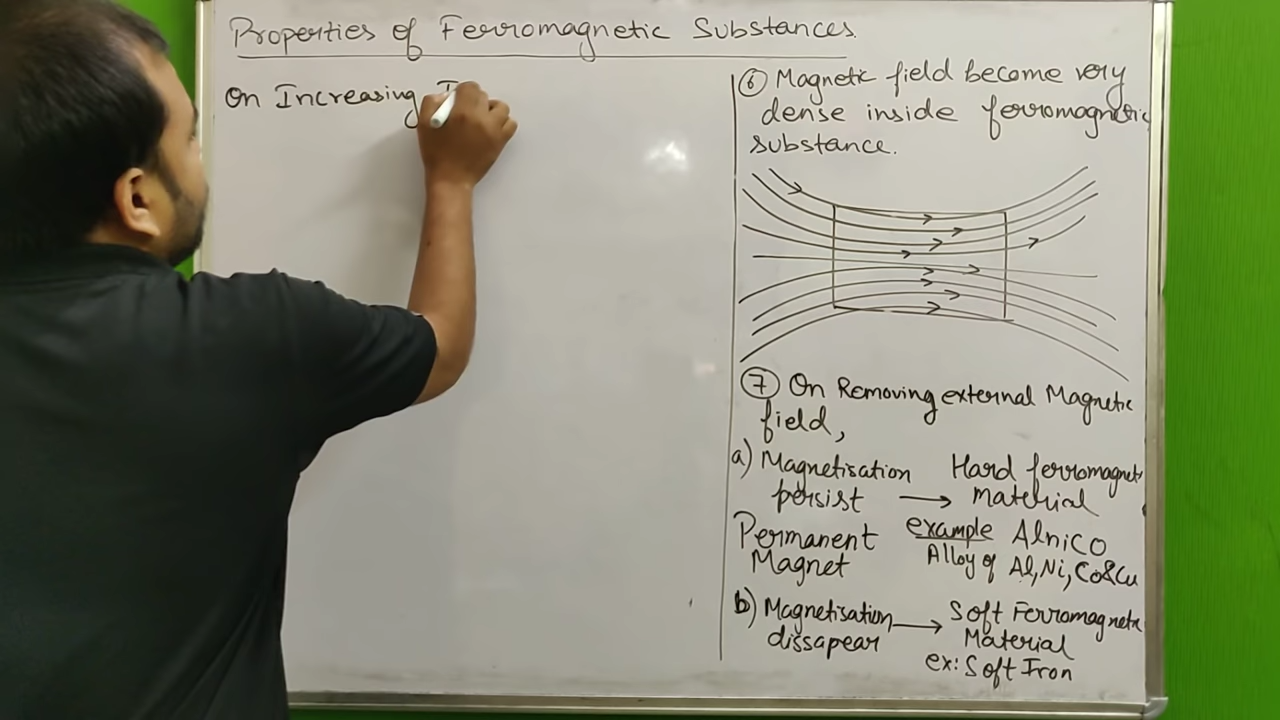 Properties of Ferromagnetic Substances.
On Increasing
⑥ Magnetic field become very
dense inside ferromagnetic
substance.
⑦ On Removing external Magnetic
field,
a) Magnetisation persist → Hard ferromagnet material
Permanent Magnet
example AlniCO
Alloy of Al, Ni, Co & Cu
b) Magnetisation dissapear → Soft Ferromagnetic Material
ex: Soft Iron